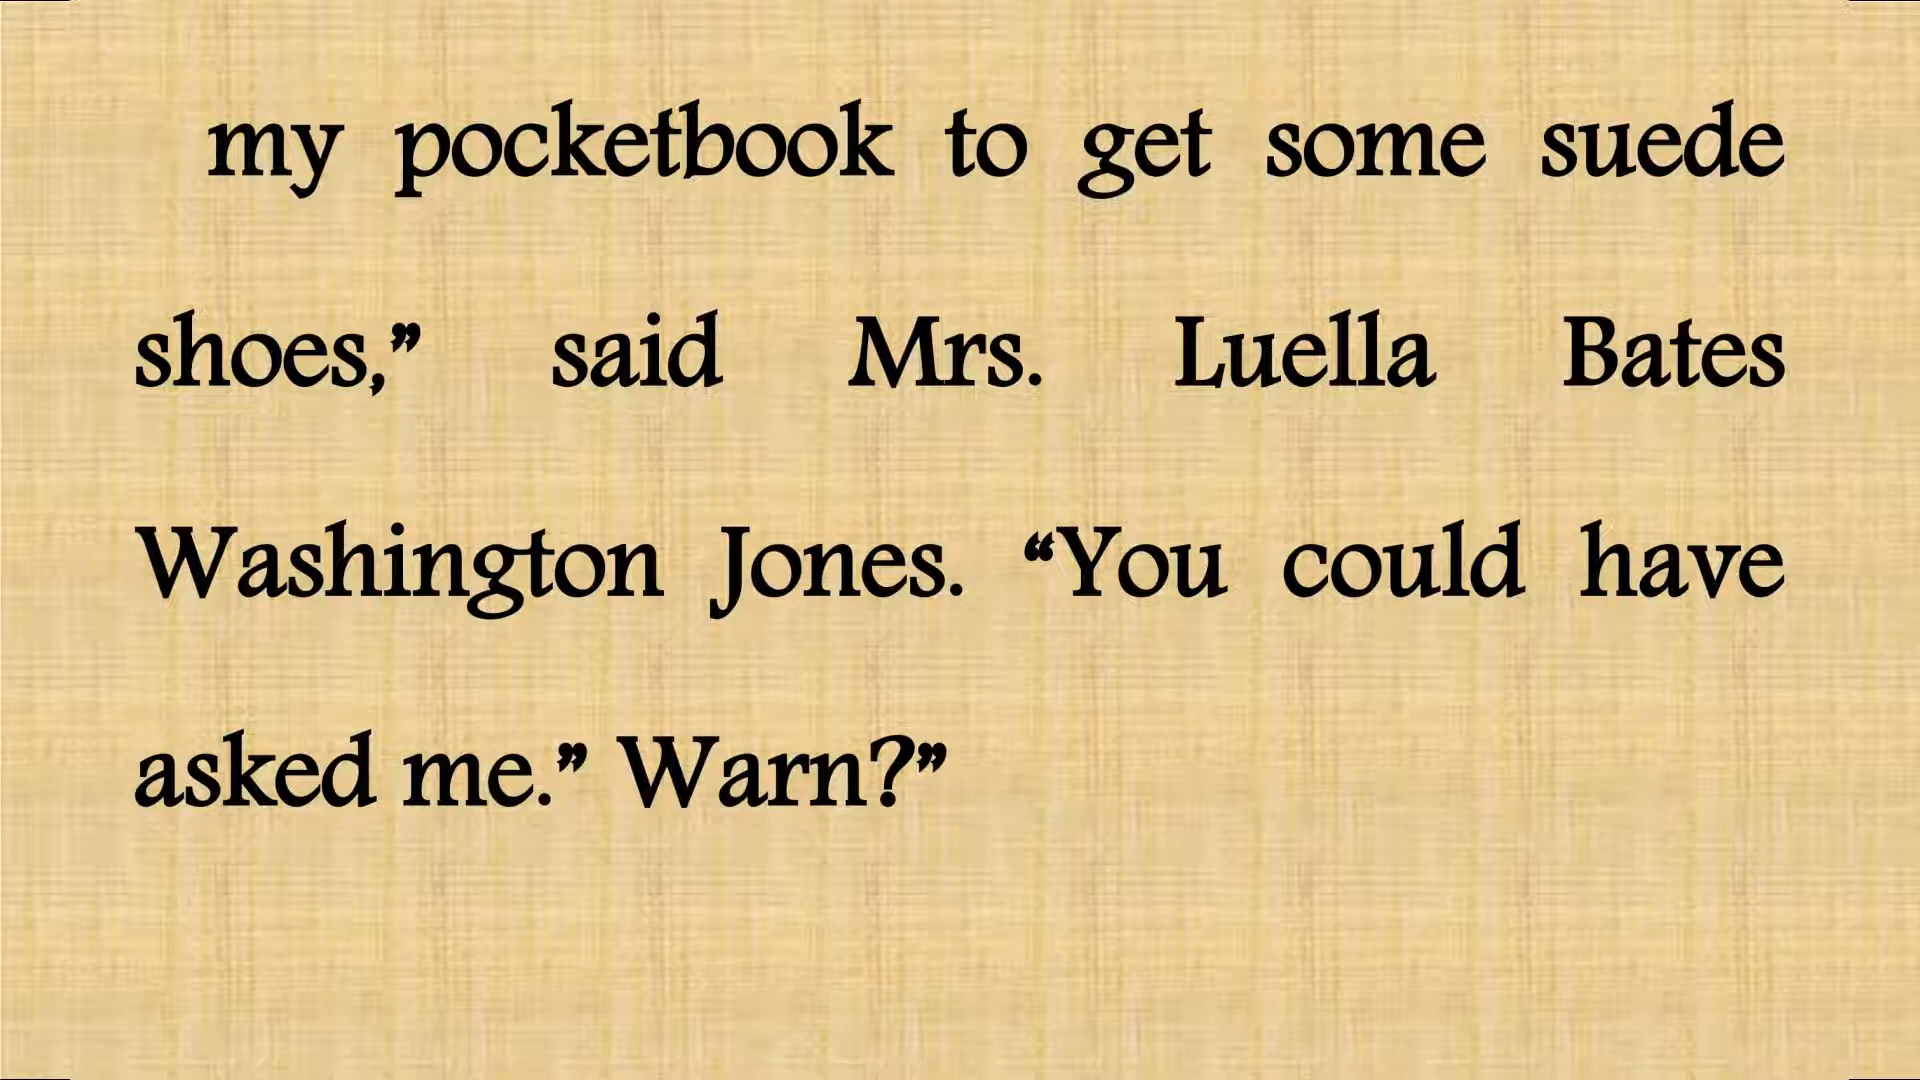 my pocketbook to get some suede
shoes,” said Mrs. Luella Bates
Washington Jones. “You could have
asked me.” Warn?”